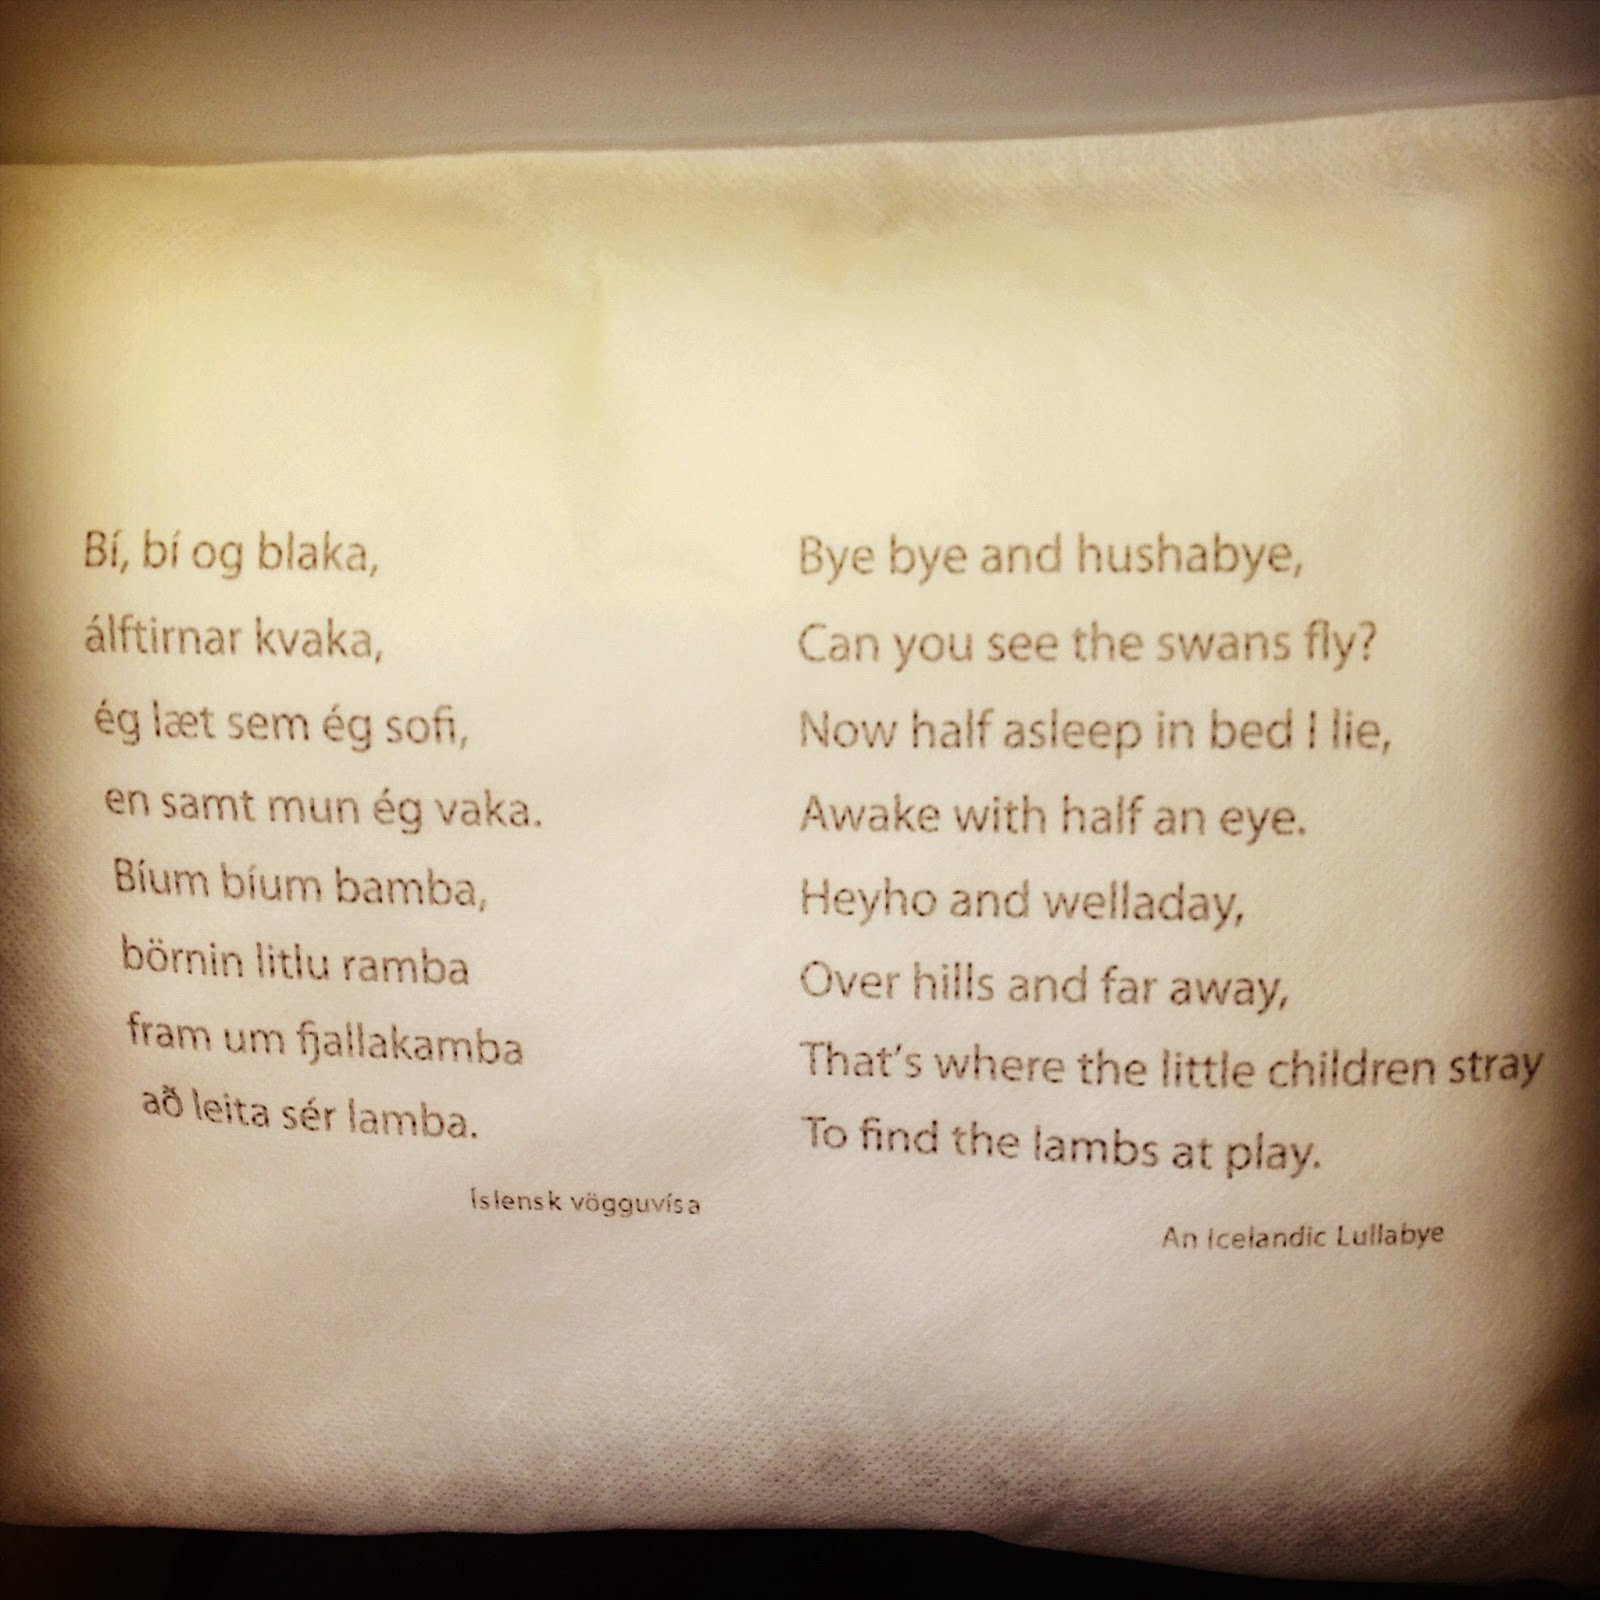 Bí, bí og blaka,
álftirnar kvaka,
ég læt sem ég sofi,
en samt mun ég vaka.
Bíum bíum bamba,
börnin litlu ramba
fram um fjallakamba
að leita sér lamba.
Íslensk vögguvísa
Bye bye and hushabye,
Can you see the swans fly?
Now half asleep in bed I lie,
Awake with half an eye.
Heyho and welladay,
Over hills and far away,
That's where the little children stray
To find the lambs at play.
An Icelandic Lullabye